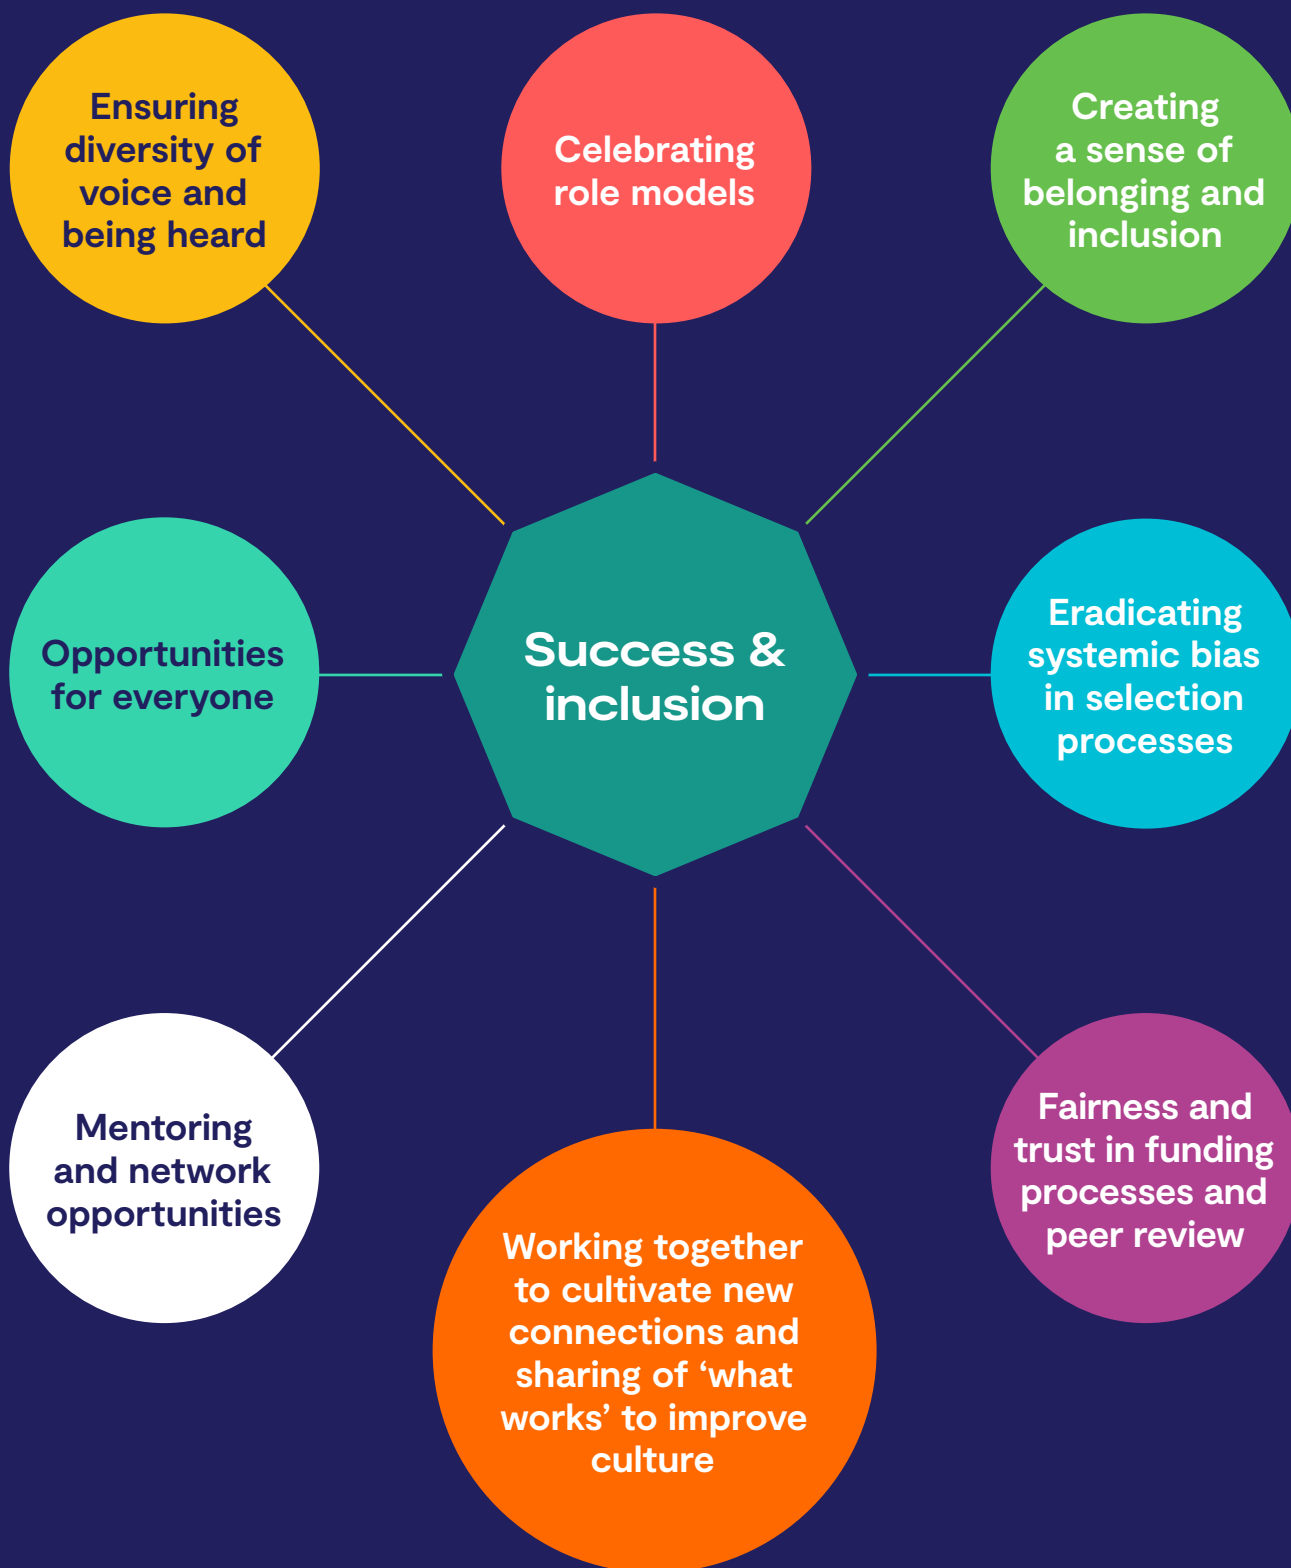 Ensuring
diversity of
voice and
being heard
Celebrating
role models
Creating
a sense of
belonging and
inclusion
Opportunities
for everyone
Success &
inclusion
Eradicating
systemic bias
in selection
processes
Mentoring
and network
opportunities
Working together
to cultivate new
connections and
sharing of ‘what
works’ to improve
culture
Fairness and
trust in funding
processes and
peer review